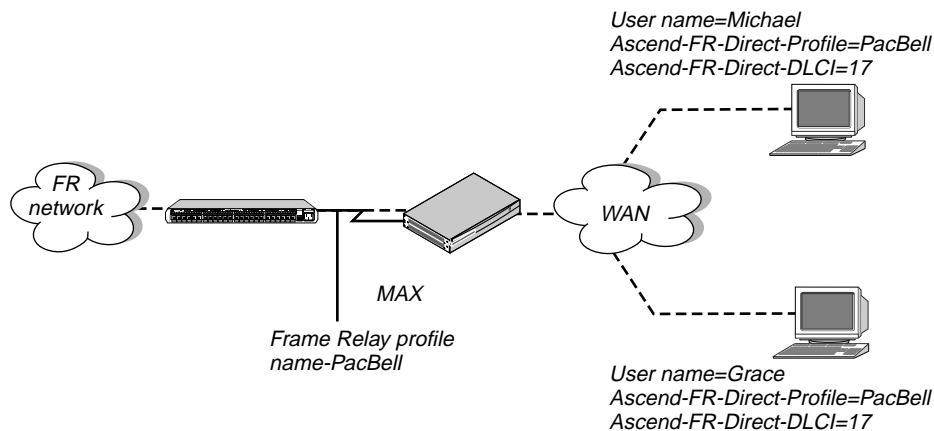 User name=Michael
Ascend-FR-Direct-Profile=PacBell
Ascend-FR-Direct-DLCI=17
FR
network
WAN
MAX
Frame Relay profile
name-PacBell
User name=Grace
Ascend-FR-Direct-Profile=PacBell
Ascend-FR-Direct-DLCI=17